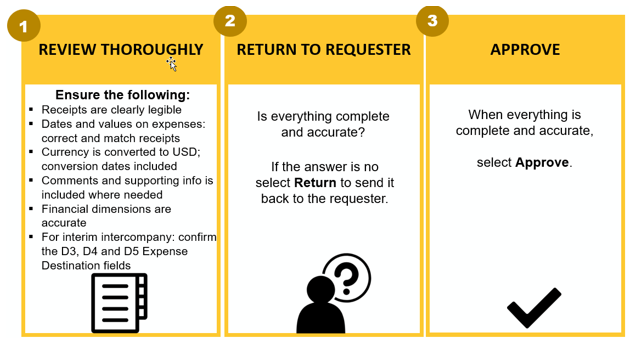 1
REVIEW THOROUGHLY
Ensure the following:
▪ Receipts are clearly legible
▪ Dates and values on expenses:
correct and match receipts
▪ Currency is converted to USD;
conversion dates included
▪ Comments and supporting info is
included where needed
▪ Financial dimensions are
accurate
▪ For interim intercompany: confirm
the D3, D4 and D5 Expense
Destination fields
2
RETURN TO REQUESTER
Is everything complete
and accurate?
If the answer is no
select Return to send it
back to the requester.
?
3
APPROVE
When everything is
complete and accurate,
select Approve.